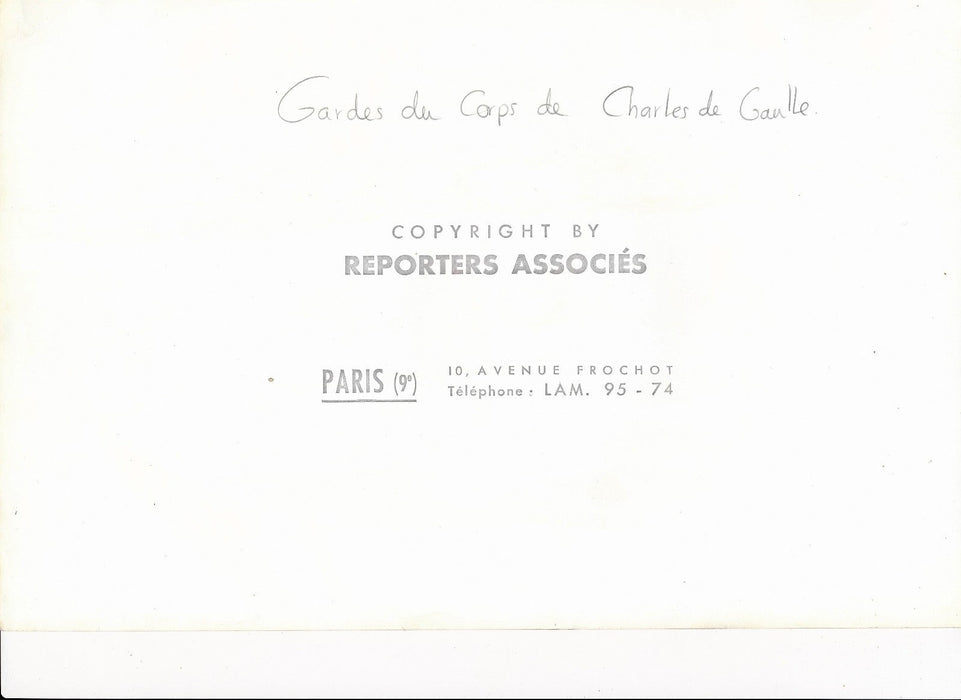 Gardes du Corps de Charles de Gaulle.
COPYRIGHT BY
REPORTERS ASSOCIÉS
PARIS (9e)
10, AVENUE FROCHOT
Téléphone : LAM. 95 - 74